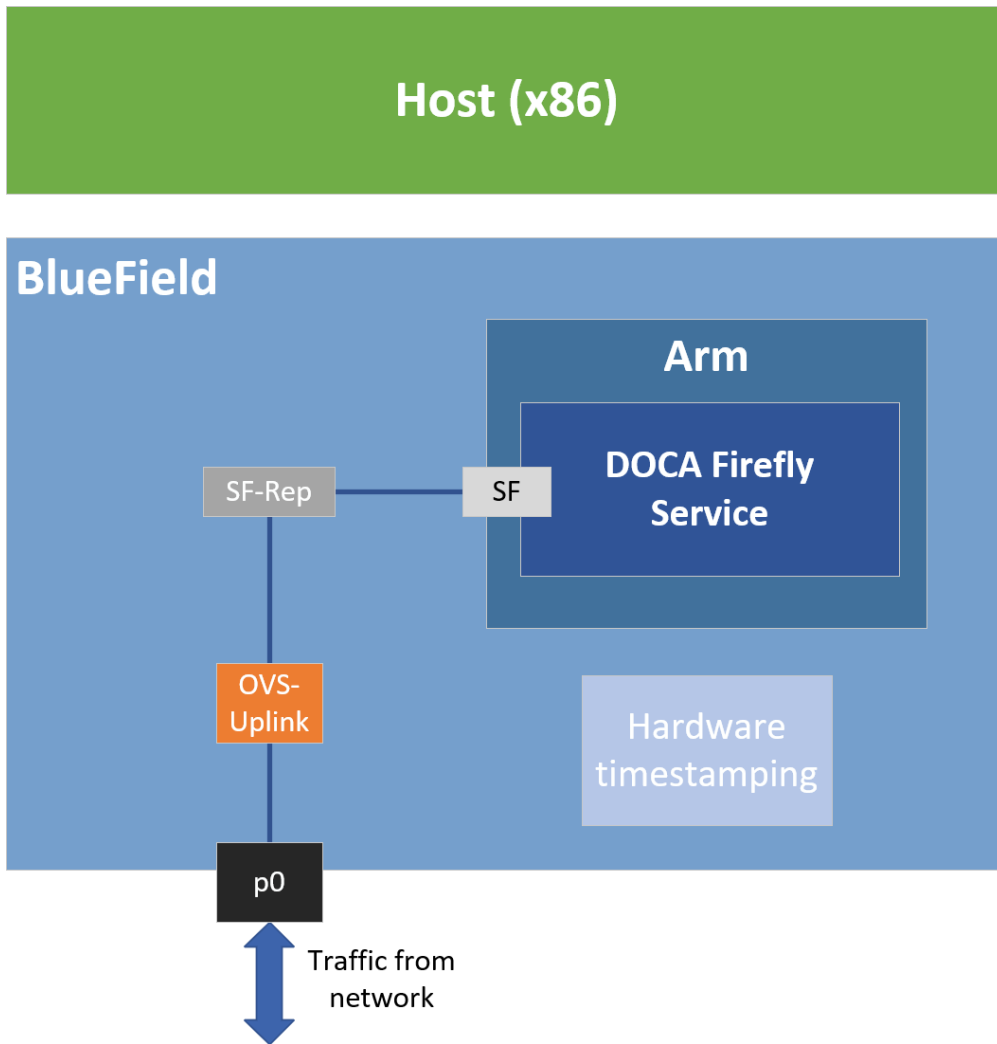 Host (x86)
BlueField
Arm
DOCA Firefly
Service
SF-Rep
SF
OVS-
Uplink
Hardware
timestamping
p0
Traffic from
network